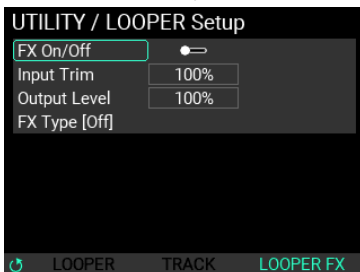 UTILITY / LOOPER Setup
FX On/Off
Input Trim 100%
Output Level 100%
FX Type [Off]
LOOPER TRACK LOOPER FX